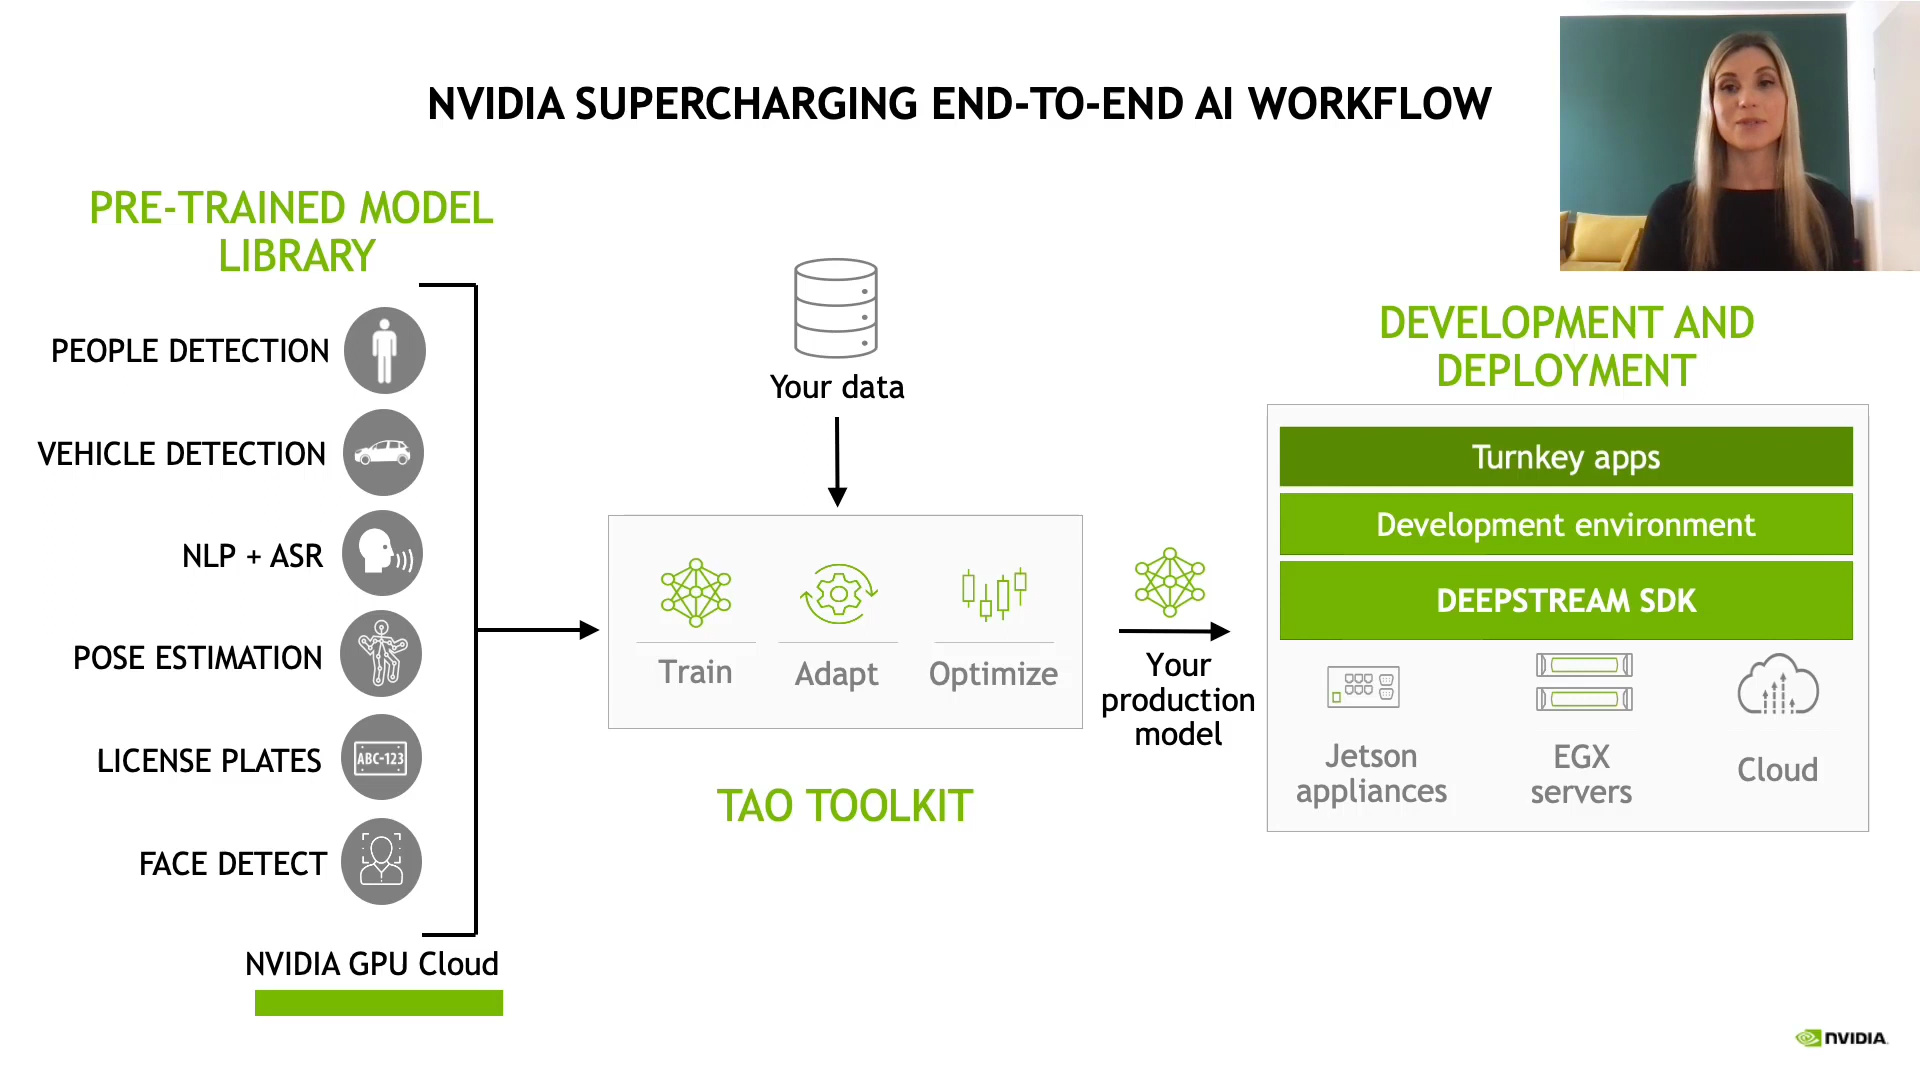 NVIDIA SUPERCHARGING END-TO-END AI WORKFLOW
PRE-TRAINED MODEL
LIBRARY
PEOPLE DETECTION
VEHICLE DETECTION
NLP + ASR
POSE ESTIMATION
LICENSE PLATES
ABC-123
FACE DETECT
NVIDIA GPU Cloud
Your data
Train
Adapt
Optimize
TAO TOOLKIT
Your
production
model
DEVELOPMENT AND
DEPLOYMENT
Turnkey apps
Development environment
DEEPSTREAM SDK
Jetson
appliances
EGX
servers
Cloud
NVIDIA